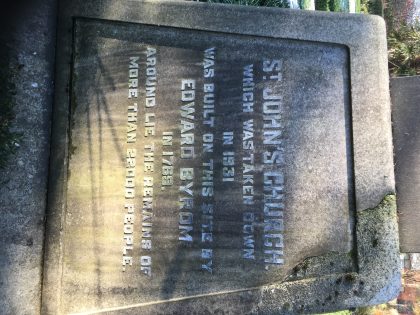 ST. JOHN'S CHURCH.
WHICH WAS TAKEN DOWN
IN 1931
WAS BUILT ON THIS SITE BY
EDWARD BYROM
IN 1768
AROUND LIE THE REMAINS OF
MORE THAN 22000 PEOPLE.